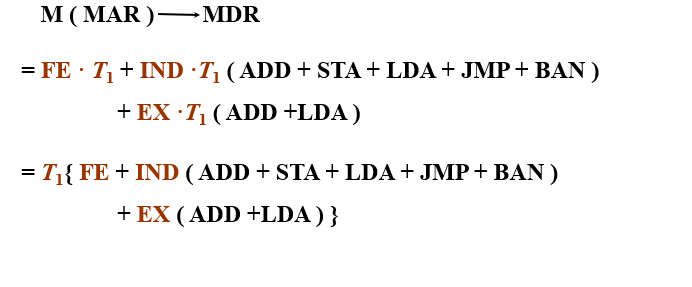 M ( MAR ) ⟶ MDR
= FE · T₁ + IND · T₁ ( ADD + STA + LDA + JMP + BAN )
+ EX · T₁ ( ADD +LDA )
= T₁{ FE + IND ( ADD + STA + LDA + JMP + BAN )
+ EX ( ADD +LDA ) }